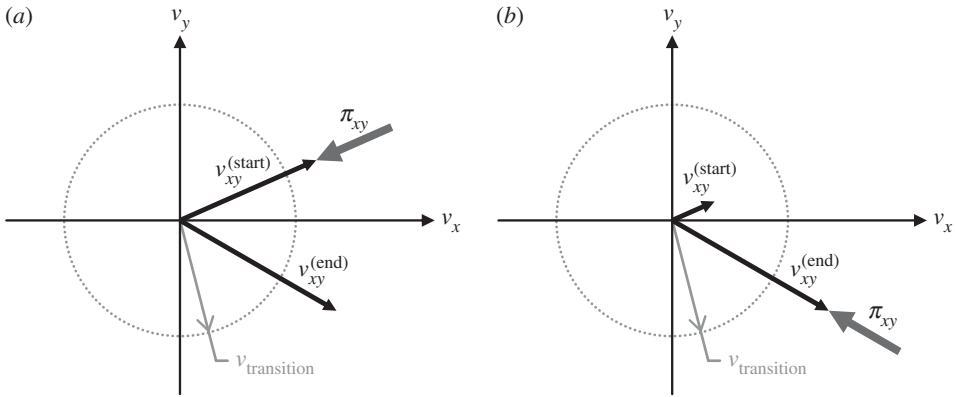 (a)
v_y
π_xy
v_xy^(start)
v_x
v_xy^(end)
v_transition
(b)
v_y
v_xy^(start)
v_x
v_xy^(end)
π_xy
v_transition